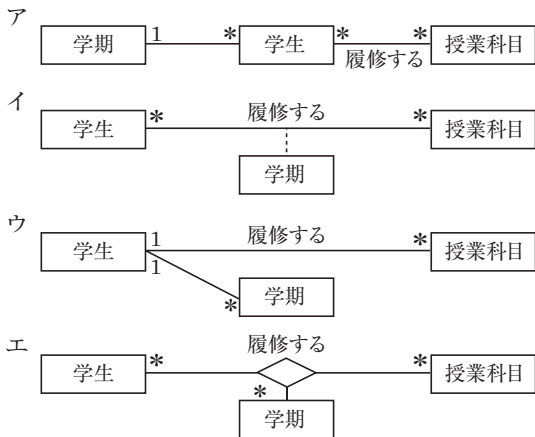 ア
学期 1 * 学生 * * 授業科目
履修する
イ
履修する
学生 * * 授業科目
学期
ウ
履修する
学生 1 * 授業科目
1
* 学期
エ
履修する
学生 * * 授業科目
*
学期